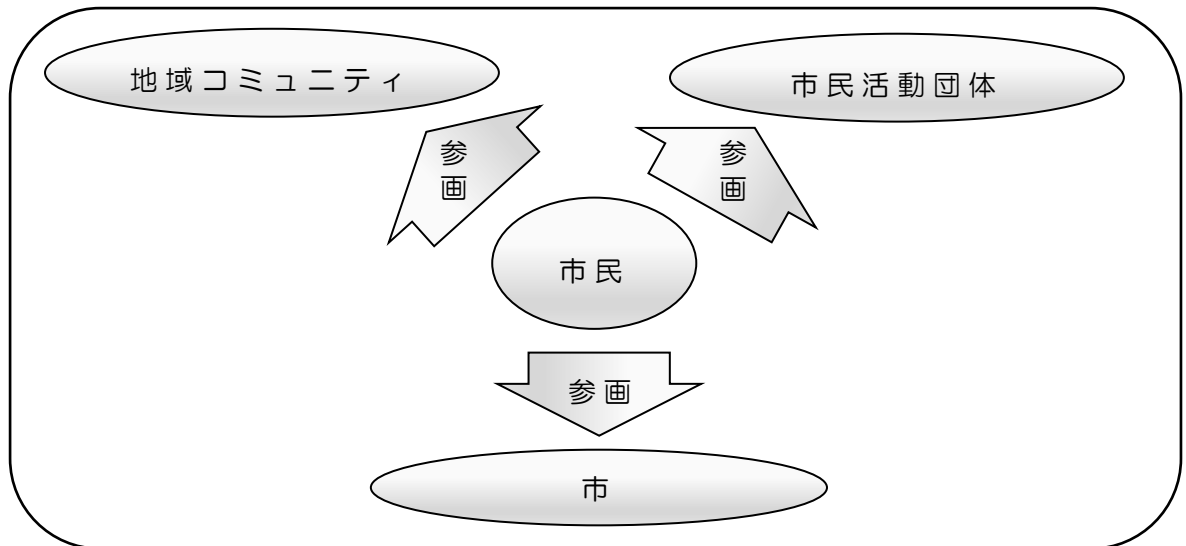 地域コミュニティ
市民活動団体
参画
参画
市民
参画
市